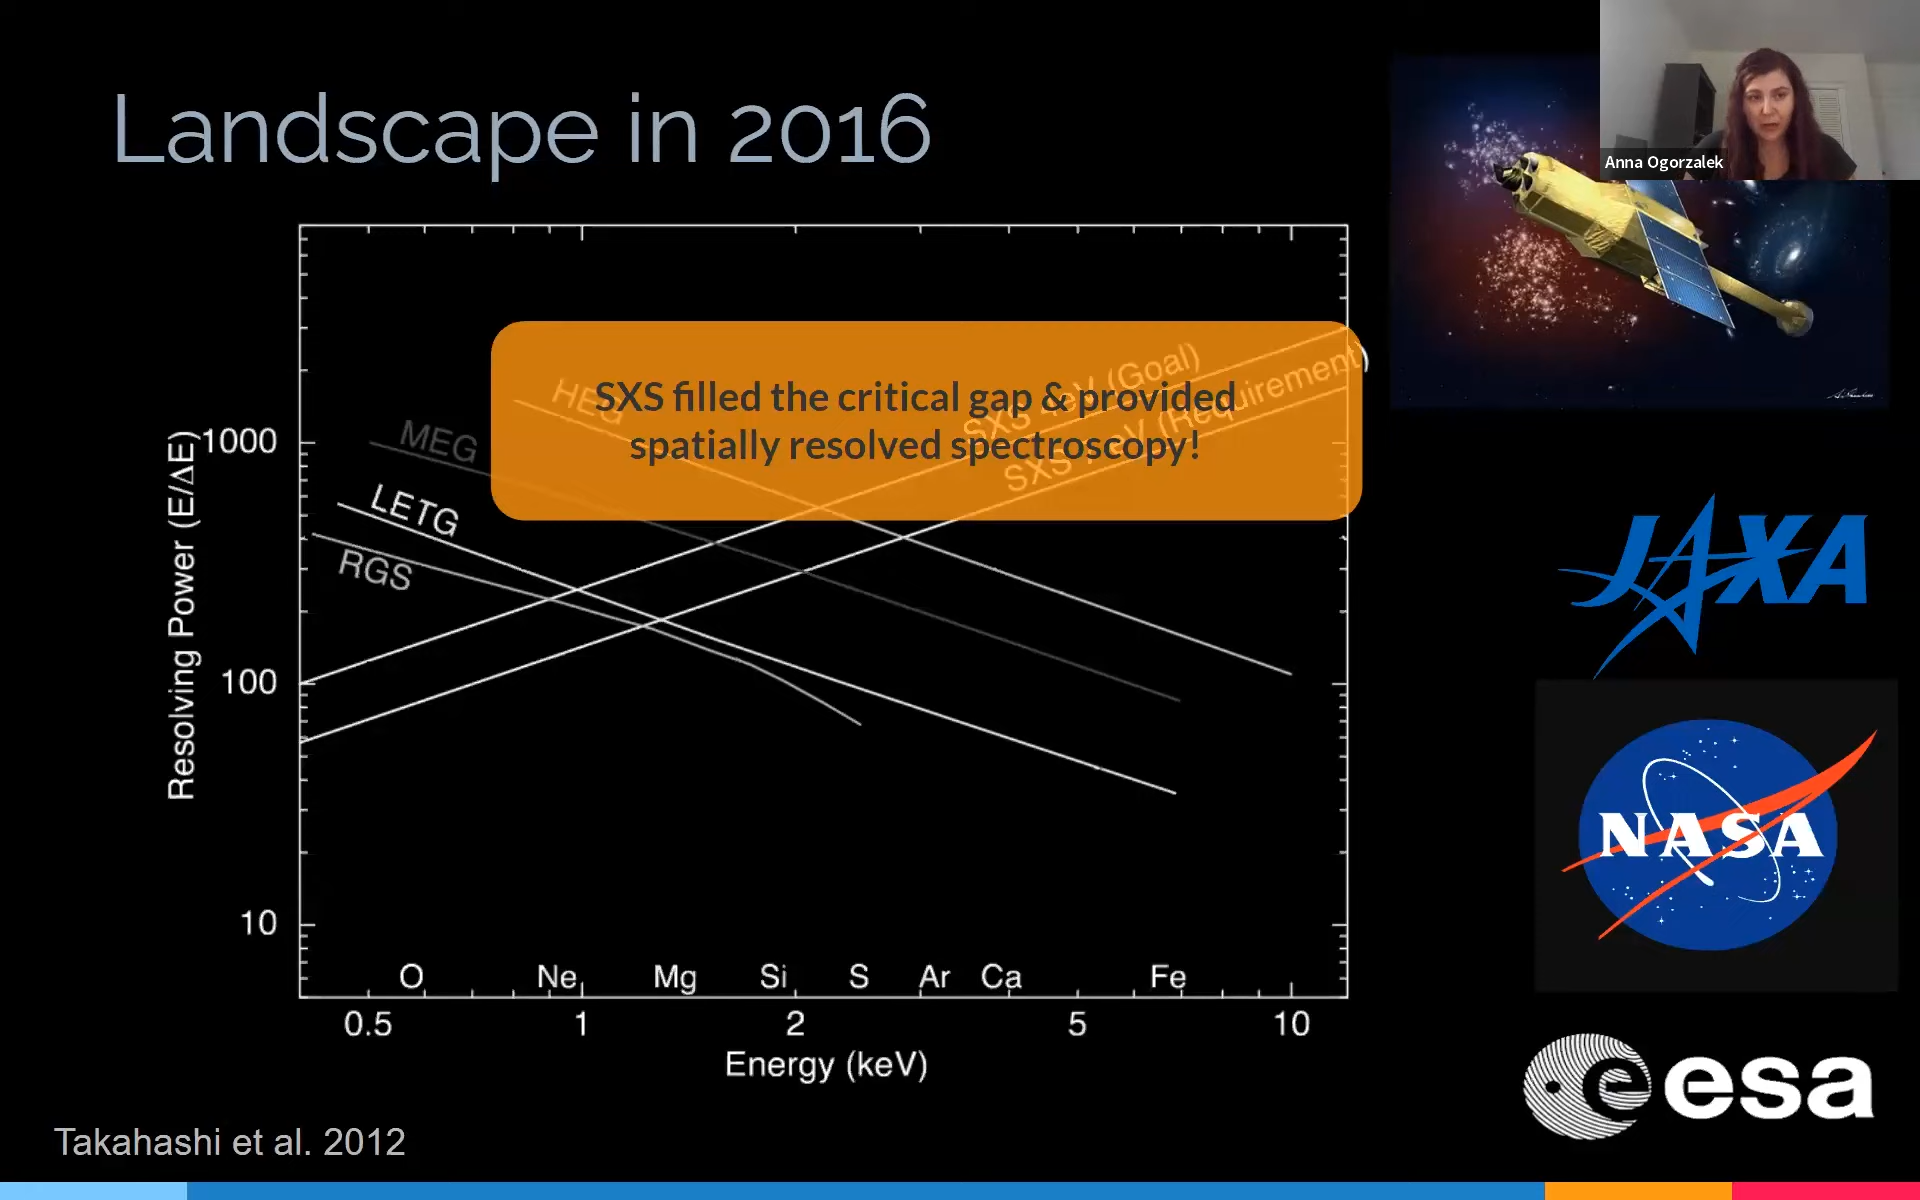 Landscape in 2016
Anna Ogorzalek
SXS filled the critical gap & provided
spatially resolved spectroscopy!
HEG
SXS 4eV (Goal)
SXS 7eV (Requirement)
MEG
LETG
RGS
Resolving Power (E/ΔE)
1000
100
10
O Ne Mg Si S Ar Ca Fe
0.5 1 2 5 10
Energy (keV)
JAXA
NASA
esa
Takahashi et al. 2012